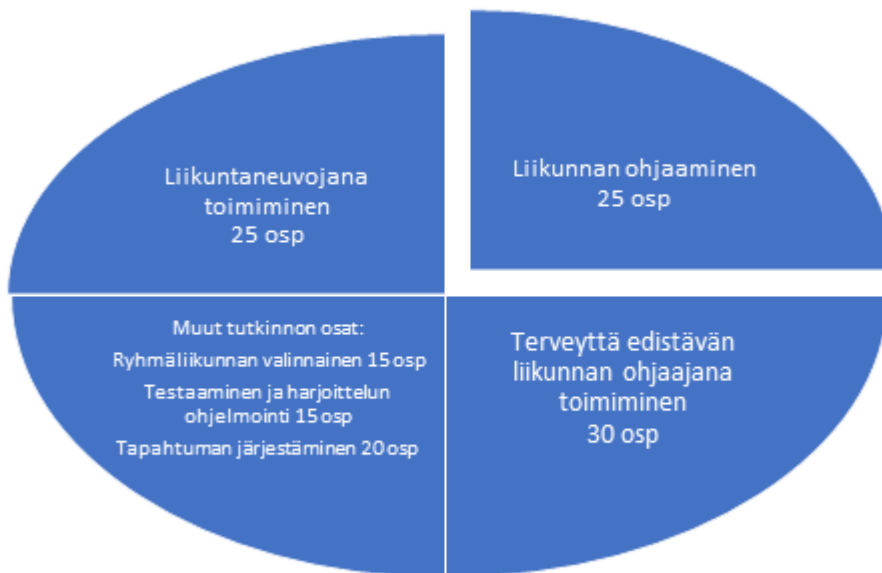 Liikuntaneuvojana
toimiminen
25 osp
Liikunnan ohjaaminen
25 osp
Muut tutkinnon osat:
Ryhmäliikunnan valinnainen 15 osp
Testaaminen ja harjoittelun
ohjelmointi 15 osp
Tapahtuman järjestäminen 20 osp
Terveyttä edistävän
liikunnan ohjaajana
toimiminen
30 osp